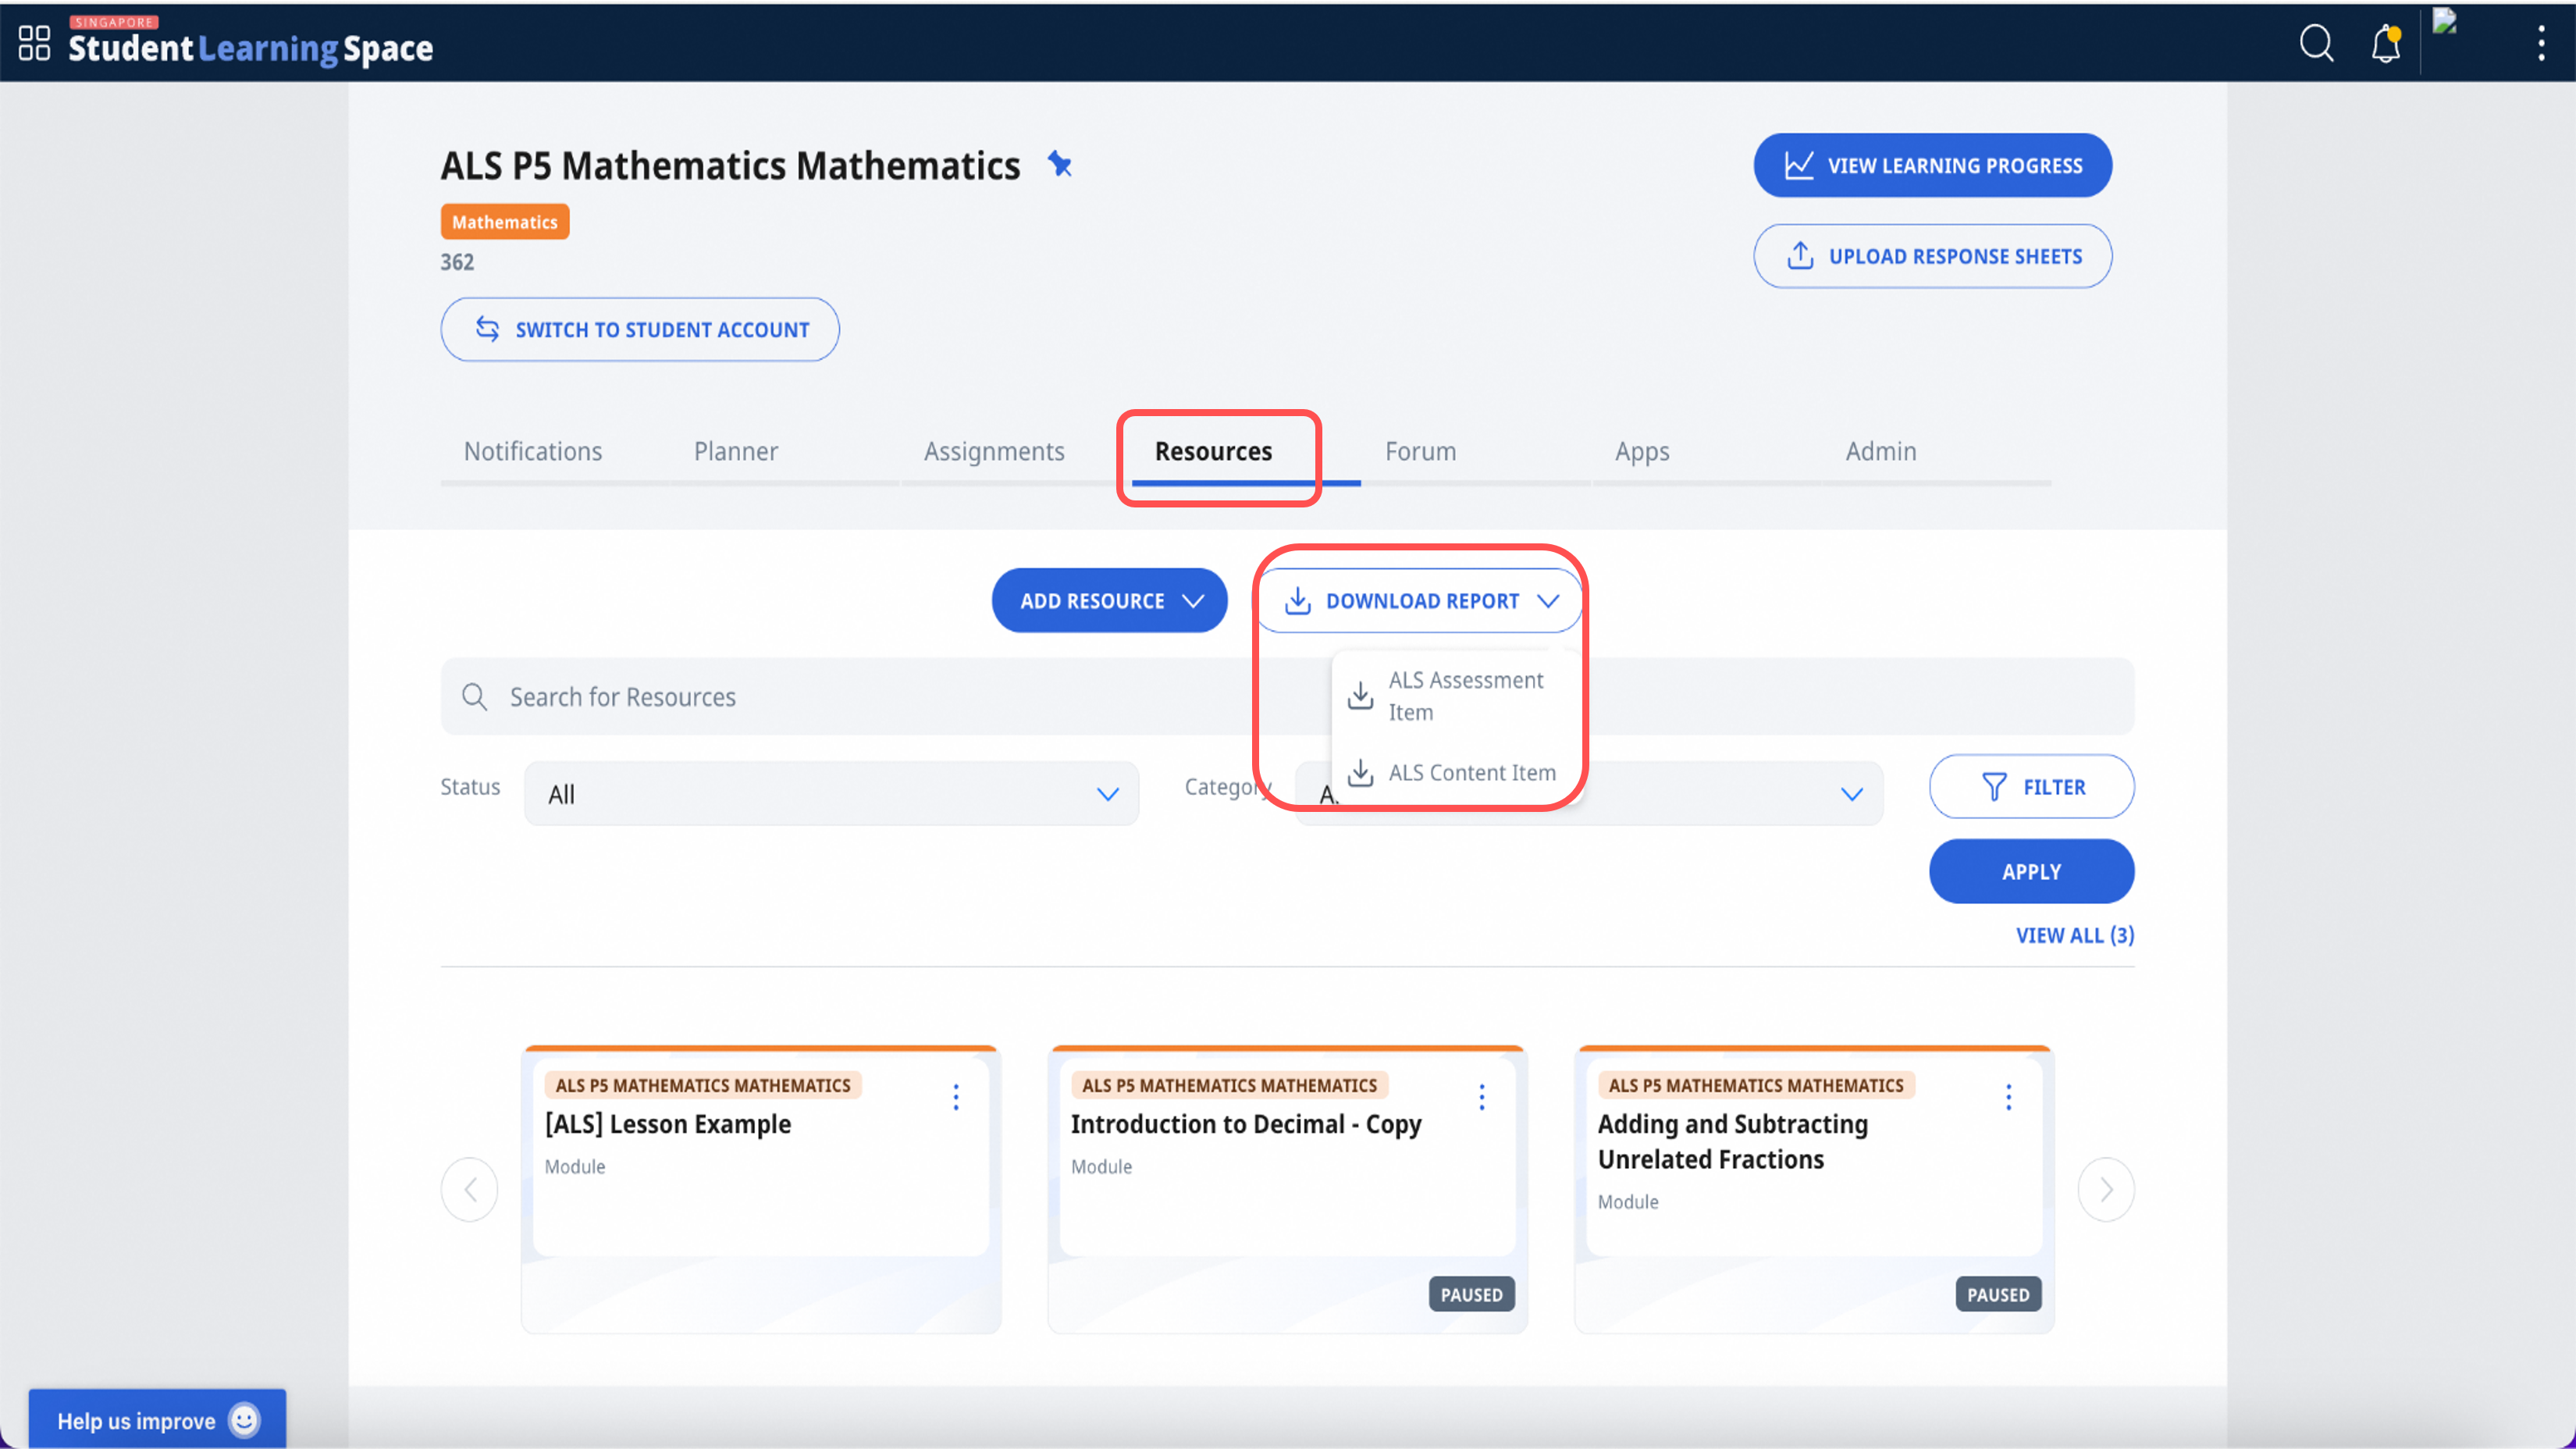 SINGAPORE
Student Learning Space
ALS P5 Mathematics Mathematics
VIEW LEARNING PROGRESS
Mathematics
362
UPLOAD RESPONSE SHEETS
SWITCH TO STUDENT ACCOUNT
Notifications Planner Assignments Resources Forum Apps Admin
ADD RESOURCE DOWNLOAD REPORT
ALS Assessment
Item
ALS Content Item
Search for Resources
Status All Category FILTER
APPLY
VIEW ALL (3)
ALS P5 MATHEMATICS MATHEMATICS
[ALS] Lesson Example
Module
ALS P5 MATHEMATICS MATHEMATICS
Introduction to Decimal - Copy
Module
PAUSED
ALS P5 MATHEMATICS MATHEMATICS
Adding and Subtracting
Unrelated Fractions
Module
PAUSED
Help us improve